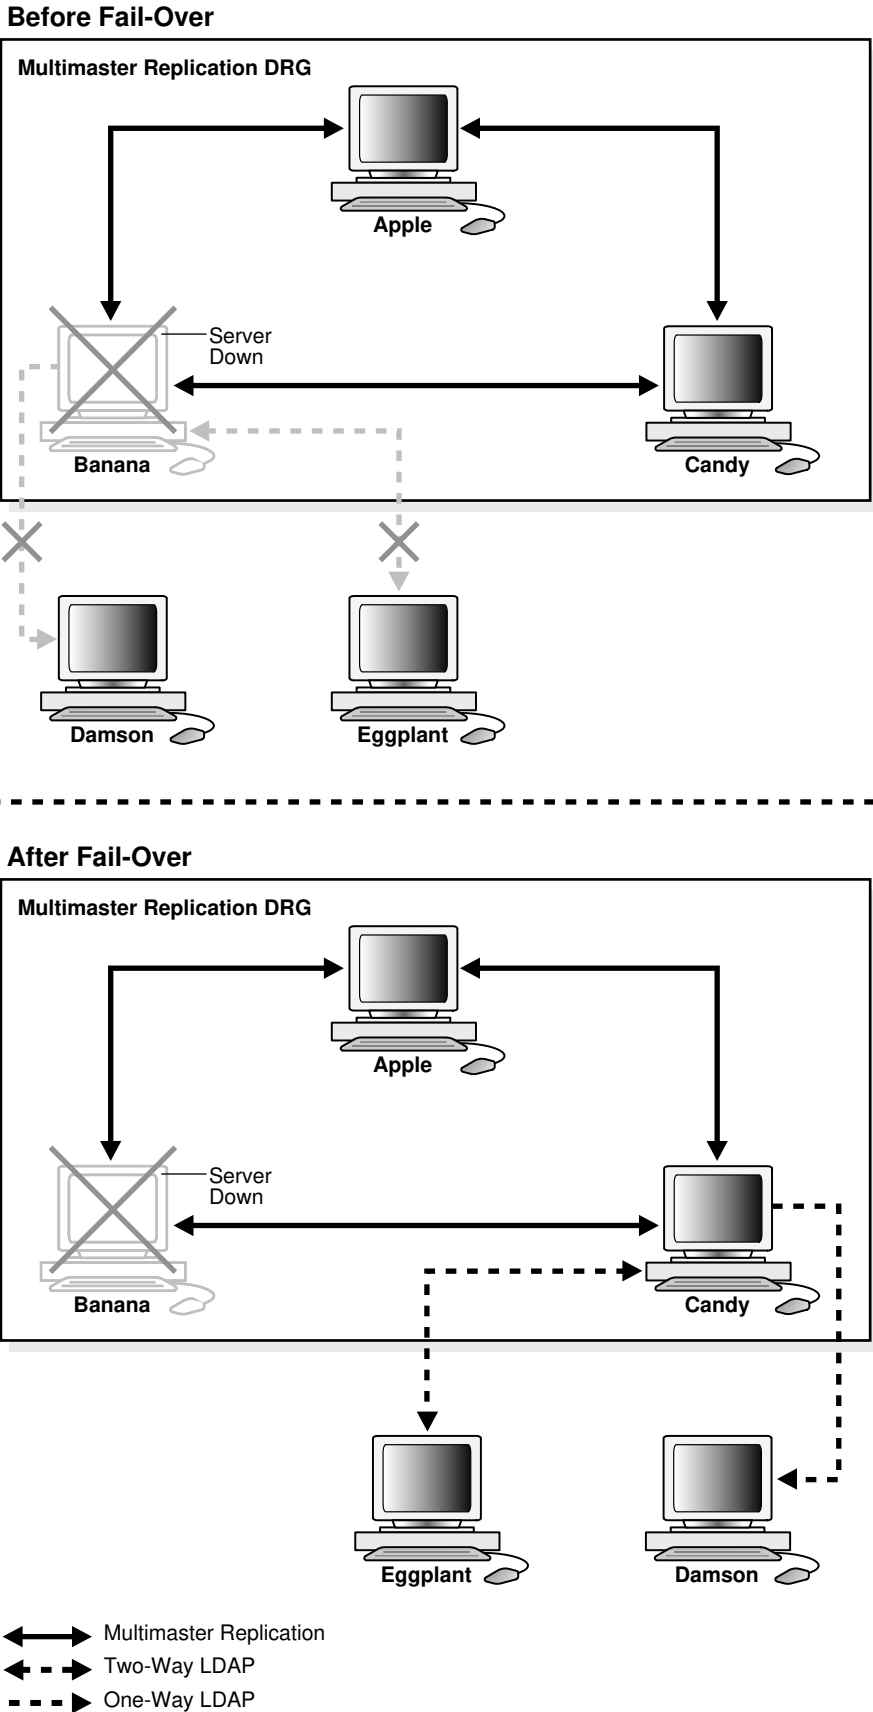 Before Fail-Over
Multimaster Replication DRG
Apple
Server
Down
Banana
Candy
Damson
Eggplant
After Fail-Over
Multimaster Replication DRG
Apple
Server
Down
Banana
Candy
Eggplant
Damson
Multimaster Replication
Two-Way LDAP
One-Way LDAP